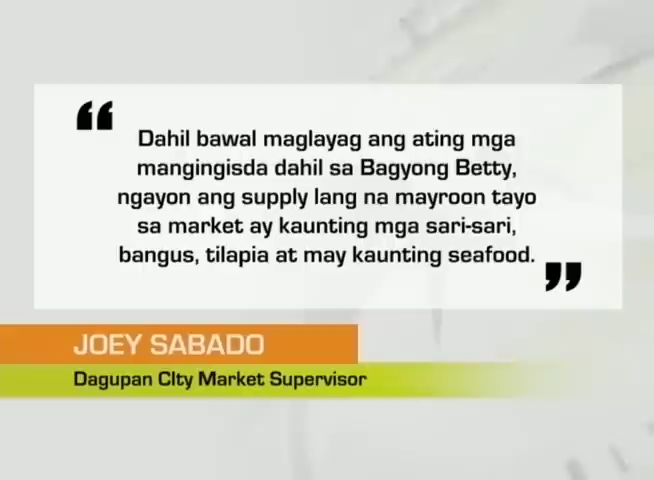 “
Dahil bawal maglayag ang ating mga
mangingisda dahil sa Bagyong Betty,
ngayon ang supply lang na mayroon tayo
sa market ay kaunting mga sari-sari,
bangus, tilapia at may kaunting seafood.
”
JOEY SABADO
Dagupan CIty Market Supervisor